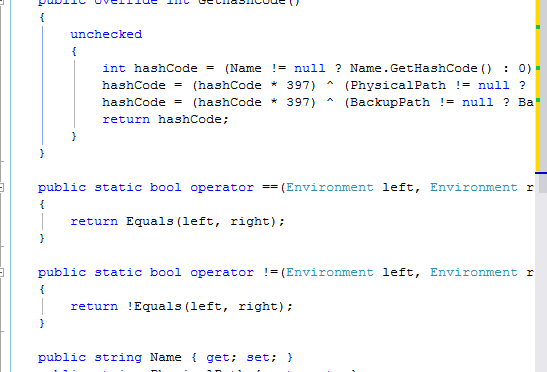 public override int GetHashCode()
{
unchecked
{
int hashCode = (Name != null ? Name.GetHashCode() : 0)
hashCode = (hashCode * 397) ^ (PhysicalPath != null ?
hashCode = (hashCode * 397) ^ (BackupPath != null ? Ba
return hashCode;
}
}
public static bool operator ==(Environment left, Environment r
{
return Equals(left, right);
}
public static bool operator !=(Environment left, Environment r
{
return !Equals(left, right);
}
public string Name { get; set; }